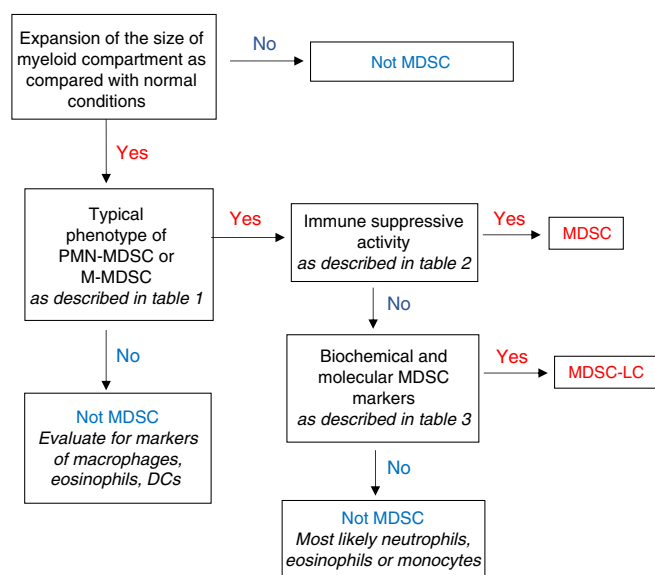 Expansion of the size of
myeloid compartment as
compared with normal
conditions
No
Not MDSC
Yes
Typical
phenotype of
PMN-MDSC or
M-MDSC
as described in table 1
Yes
Immune suppressive
activity
as described in table 2
Yes
MDSC
No
No
Biochemical and
molecular MDSC
markers
as described in table 3
Yes
MDSC-LC
Not MDSC
Evaluate for markers
of macrophages,
eosinophils, DCs
No
Not MDSC
Most likely neutrophils,
eosinophils or monocytes